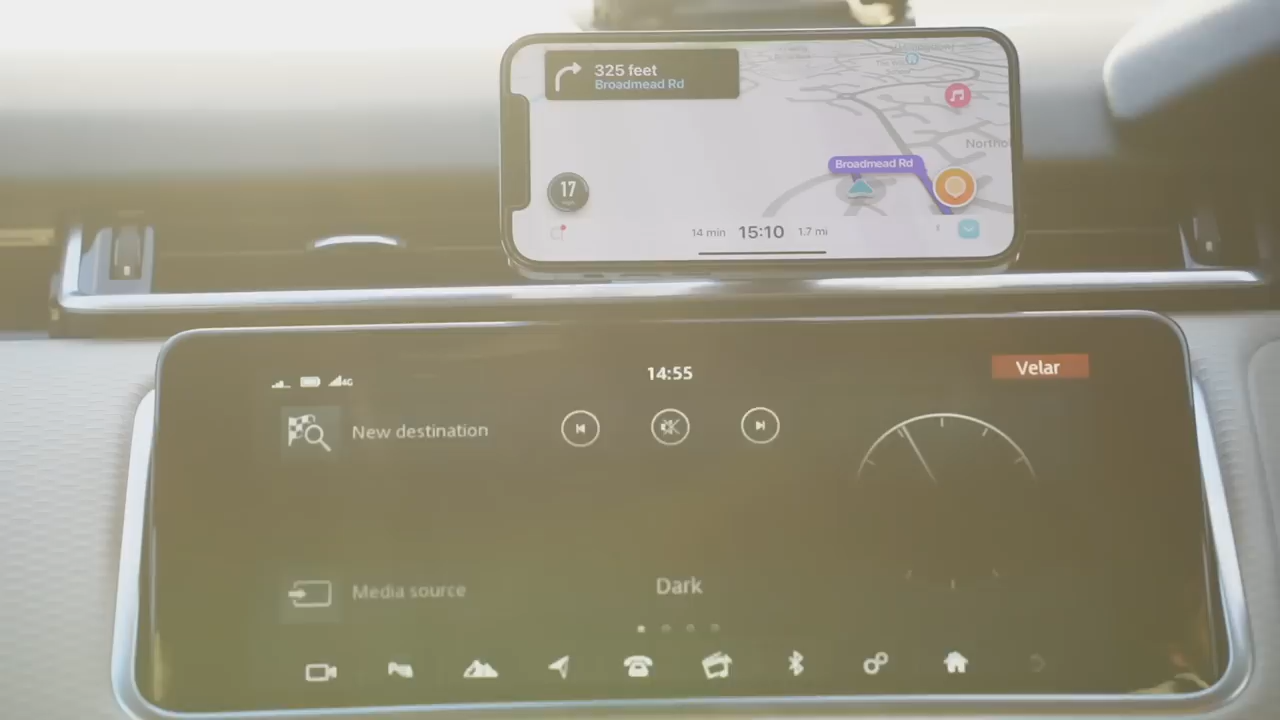 325 feet
Broadmead Rd
Broadmead Rd
17
14 min 15:10 1.7 mi
14:55
Velar
4G
New destination
Media source
Dark